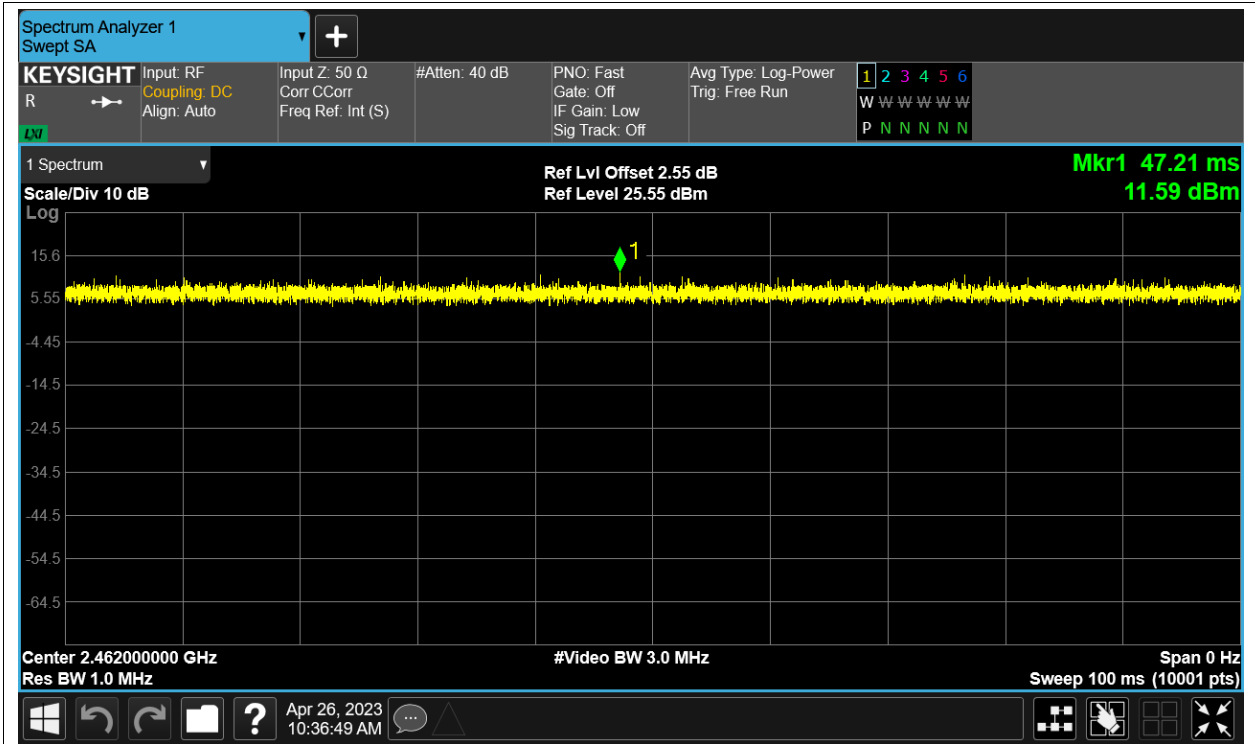 Spectrum Analyzer 1
Swept SA
+
KEYSIGHT
R
LXI
Input: RF
Coupling: DC
Align: Auto
Input Z: 50 Ω
Corr CCorr
Freq Ref: Int (S)
#Atten: 40 dB
PNO: Fast
Gate: Off
IF Gain: Low
Sig Track: Off
Avg Type: Log-Power
Trig: Free Run
1 2 3 4 5 6
W W W W W W
P N N N N N
1 Spectrum
Scale/Div 10 dB
Ref Lvl Offset 2.55 dB
Ref Level 25.55 dBm
Mkr1 47.21 ms
11.59 dBm
Log
1
15.6
5.55
-4.45
-14.5
-24.5
-34.5
-44.5
-54.5
-64.5
Center 2.462000000 GHz
Res BW 1.0 MHz
#Video BW 3.0 MHz
Span 0 Hz
Sweep 100 ms (10001 pts)
?
Apr 26, 2023
10:36:49 AM